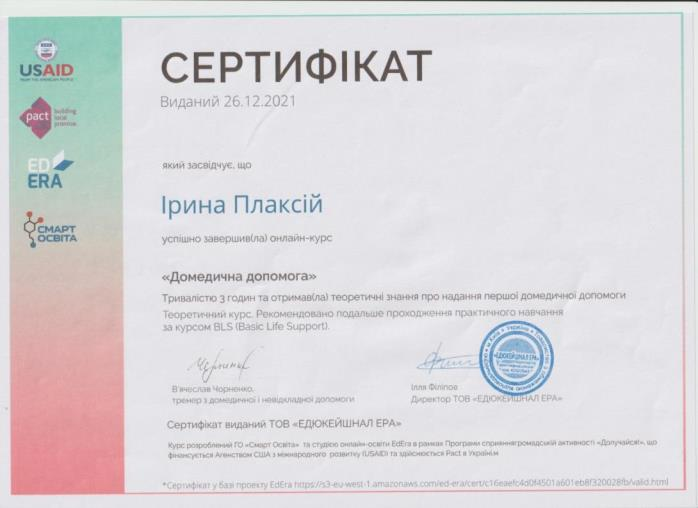 USAID
FROM THE AMERICAN PEOPLE
pact
building
local
promise.
ED
ERA
СМАРТ
ОСВІТА
СЕРТИФІКАТ
Виданий 26.12.2021
який засвідчує, що
Ірина Плаксій
успішно завершив(ла) онлайн-курс
«Домедична допомога»
Тривалістю 3 годин та отримав(ла) теоретичні знання про надання першої домедичної допомоги
Теоретичний курс. Рекомендовано подальше проходження практичного навчання
за курсом BLS (Basic Life Support).
В'ячеслав Чорненко,
тренер з домедичної і невідкладної допомоги
Ілля Філіпов
Директор ТОВ «ЕДЮКЕЙШНАЛ ЕРА»
«ЕДЮКЕЙШНАЛ ЕРА»
Сертифікат виданий ТОВ «ЕДЮКЕЙШНАЛ ЕРА»
Курс розроблений ГО «Смарт Освіта» та студією онлайн-освіти EdEra в рамках Програми сприяннягромадській активності «Долучайся!», що
фінансується Агенством США з міжнародного розвитку (USAID) та здійснюється Pact в Україні.м
*Сертифікат у базі проекту EdEra https://s3-eu-west-1.amazonaws.com/ed-era/cert/c16eaefc4d0f4501a601eb8f320028fb/valid.html